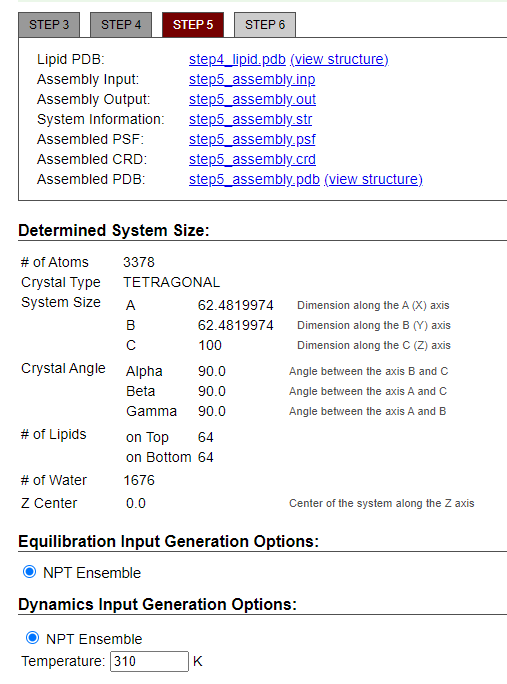 STEP 3 STEP 4 STEP 5 STEP 6
Lipid PDB: step4_lipid.pdb (view structure)
Assembly Input: step5_assembly.inp
Assembly Output: step5_assembly.out
System Information: step5_assembly.str
Assembled PSF: step5_assembly.psf
Assembled CRD: step5_assembly.crd
Assembled PDB: step5_assembly.pdb (view structure)
Determined System Size:
# of Atoms 3378
Crystal Type TETRAGONAL
System Size A 62.4819974 Dimension along the A (X) axis
B 62.4819974 Dimension along the B (Y) axis
C 100 Dimension along the C (Z) axis
Crystal Angle Alpha 90.0 Angle between the axis B and C
Beta 90.0 Angle between the axis A and C
Gamma 90.0 Angle between the axis A and B
# of Lipids on Top 64
on Bottom 64
# of Water 1676
Z Center 0.0 Center of the system along the Z axis
Equilibration Input Generation Options:
NPT Ensemble
Dynamics Input Generation Options:
NPT Ensemble
Temperature: 310 K